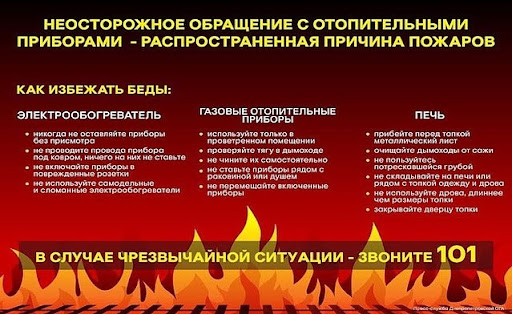 НЕОСТОРОЖНОЕ ОБРАЩЕНИЕ С ОТОПИТЕЛЬНЫМИ
ПРИБОРАМИ - РАСПРОСТРАНЕННАЯ ПРИЧИНА ПОЖАРОВ
КАК ИЗБЕЖАТЬ БЕДЫ:
ЭЛЕКТРООБОГРЕВАТЕЛЬ
• никогда не оставляйте приборы
без присмотра
• не проводите провода прибора
под ковром, ничего на них не ставьте
• не включайте приборы в
поврежденные розетки
• не используйте самодельные
и сломанные электрообогреватели
ГАЗОВЫЕ ОТОПИТЕЛЬНЫЕ
ПРИБОРЫ
• используйте только в
проветренном помещении
• проверяйте тягу в дымоходе
• не чините их самостоятельно
• не ставьте приборы рядом с
раковиной или душем
• не перемещайте включенные
приборы
ПЕЧЬ
• прибейте перед топкой
металлический лист
• очищайте дымоходы от сажи
• не пользуйтесь
потрескавшейся грубой
• не складывайте на печи или
рядом с топкой одежду и дрова
• не используйте дрова, длиннее
чем размеры топки
• закрывайте дверцу топки
В СЛУЧАЕ ЧРЕЗВЫЧАЙНОЙ СИТУАЦИИ - ЗВОНИТЕ 101
Пресс-служба Днепропетровской ОГА